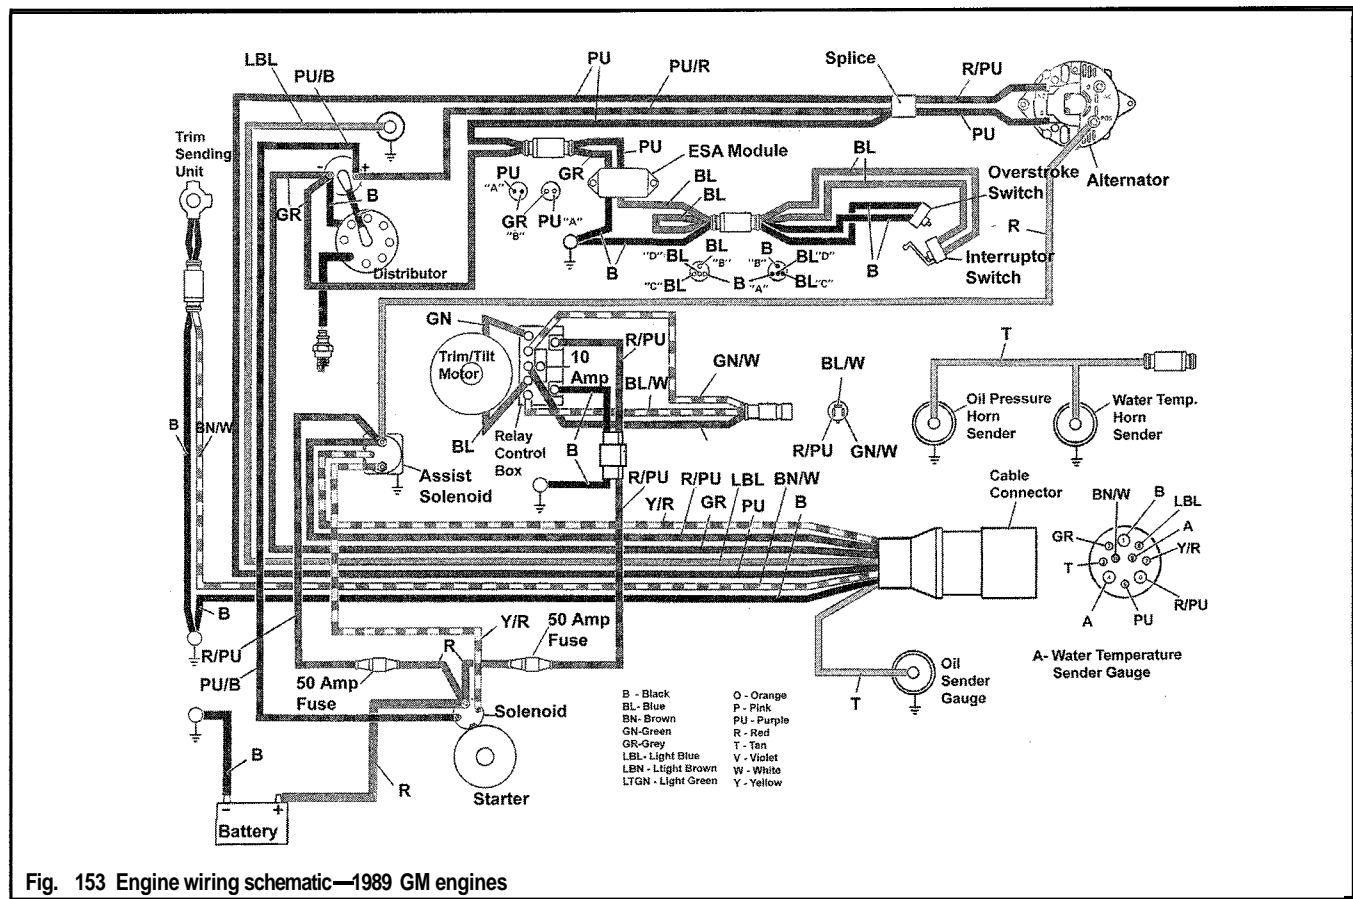 LBL
PU/B
PU
PU/R
Splice
R/PU
PU
Trim
Sending
Unit
-
+
B
GR
Distributor
PU
"A"
GR
"B"
PU "A"
GR
PU
ESA Module
BL
BL
BL
B
"D" BL
BL
"B"
"C" BL
B
B
"B"
"A"
BL "D"
BL "C"
BL
B
B
Overstroke
Switch
Alternator
R
Interruptor
Switch
GN
Trim/Tilt
Motor
10
Amp
R/PU
BL/W
GN/W
BL
Relay
Control
Box
B
BL/W
R/PU
GN/W
T
Oil Pressure
Horn
Sender
Water Temp.
Horn
Sender
B
BN/W
Assist
Solenoid
R/PU
Y/R
R/PU
GR
LBL
PU
BN/W
B
Cable
Connector
BN/W
B
LBL
GR
A
Y/R
T
A
PU
R/PU
B
R/PU
PU/B
50 Amp
Fuse
R
Y/R
50 Amp
Fuse
T
Oil
Sender
Gauge
A- Water Temperature
Sender Gauge
B
Solenoid
Starter
R
-
+
Battery
B - Black
BL- Blue
BN- Brown
GN-Green
GR-Grey
LBL- Light Blue
LBN - Ltight Brown
LTGN - Light Green
O - Orange
P - Pink
PU - Purple
R - Red
T - Tan
V - Violet
W - White
Y - Yellow
Fig. 153 Engine wiring schematic—1989 GM engines